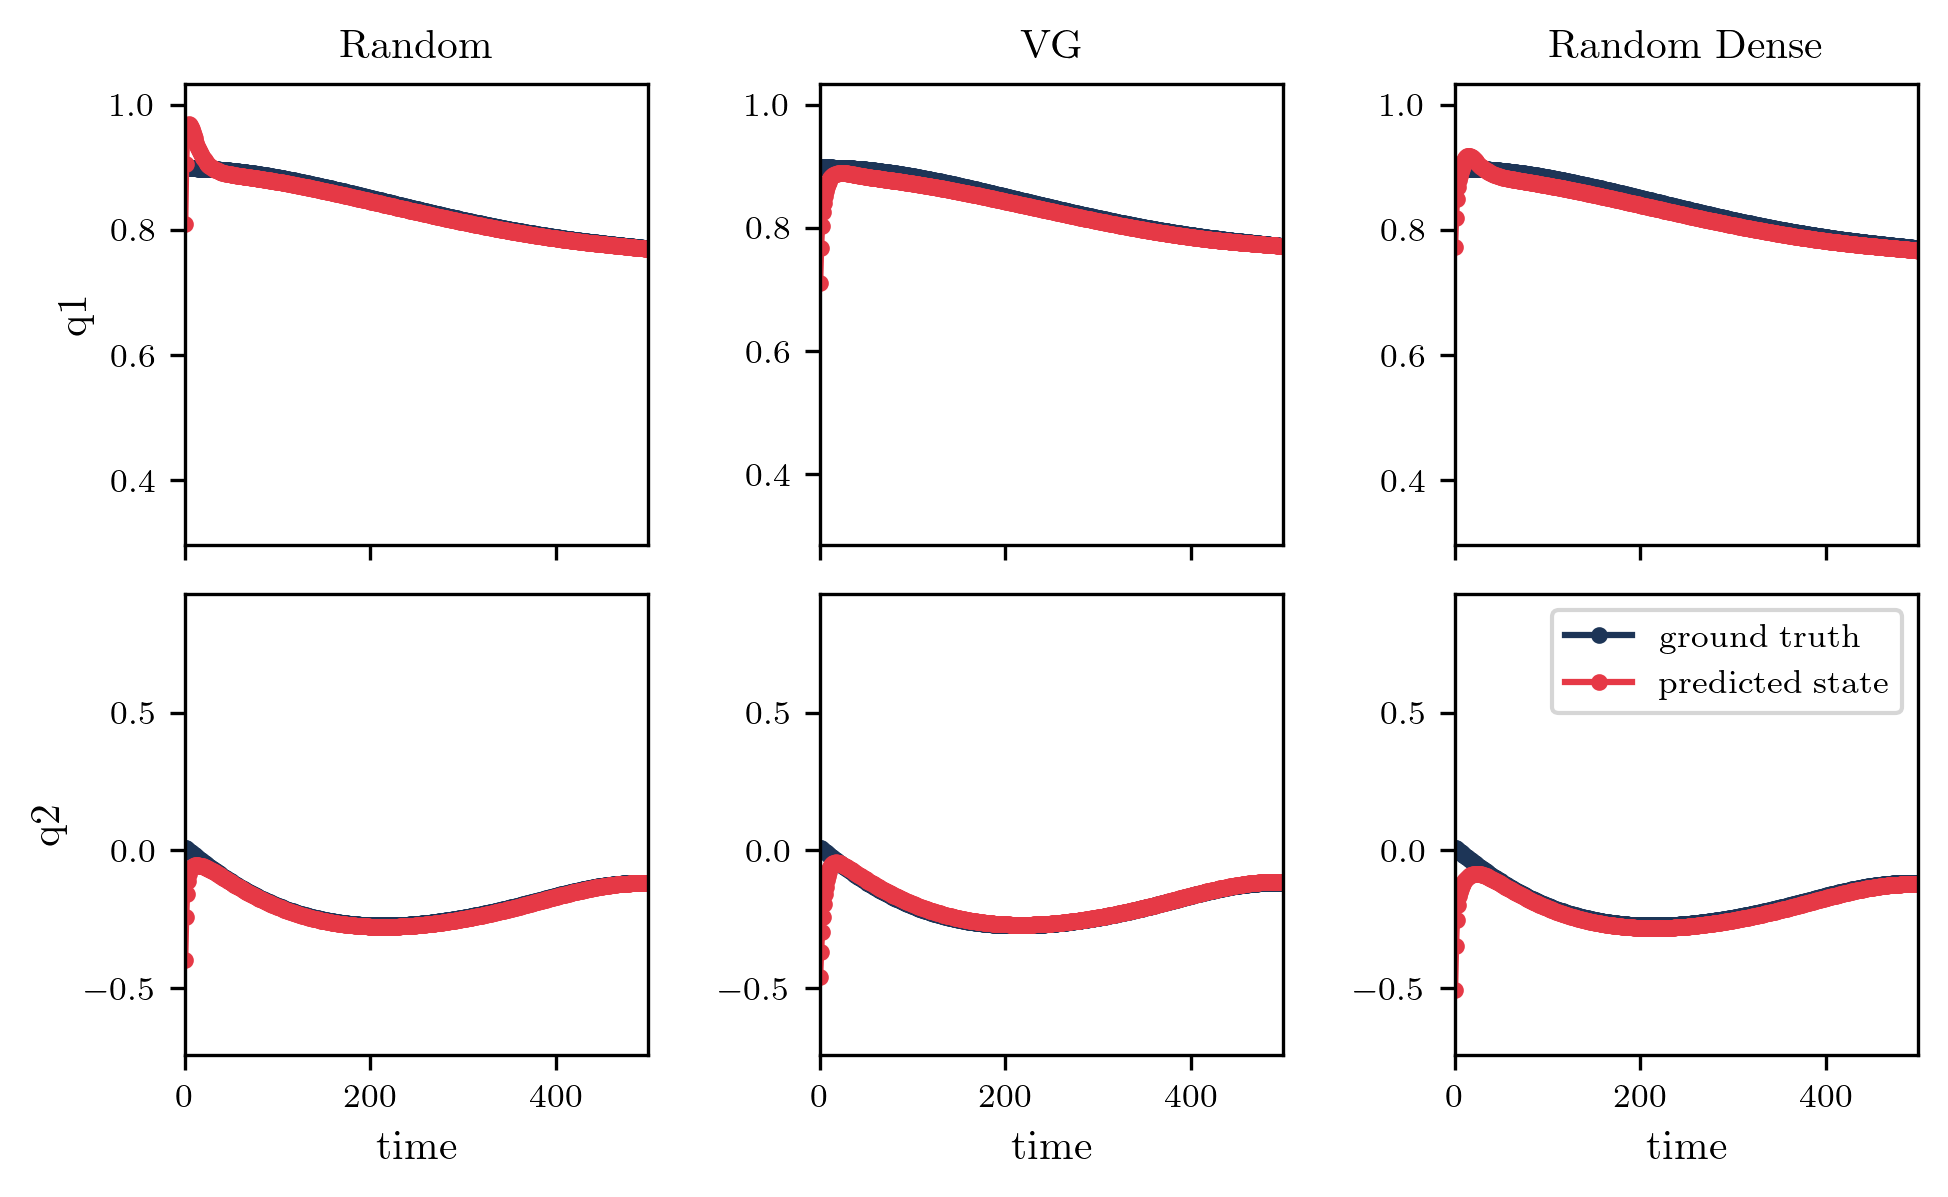 Random VG Random Dense
1.0 1.0 1.0
0.8 0.8 0.8
q1
0.6 0.6 0.6
0.4 0.4 0.4
ground truth
predicted state
0.5 0.5 0.5
q2
0.0 0.0 0.0
−0.5 −0.5 −0.5
0 200 400 0 200 400 0 200 400
time time time